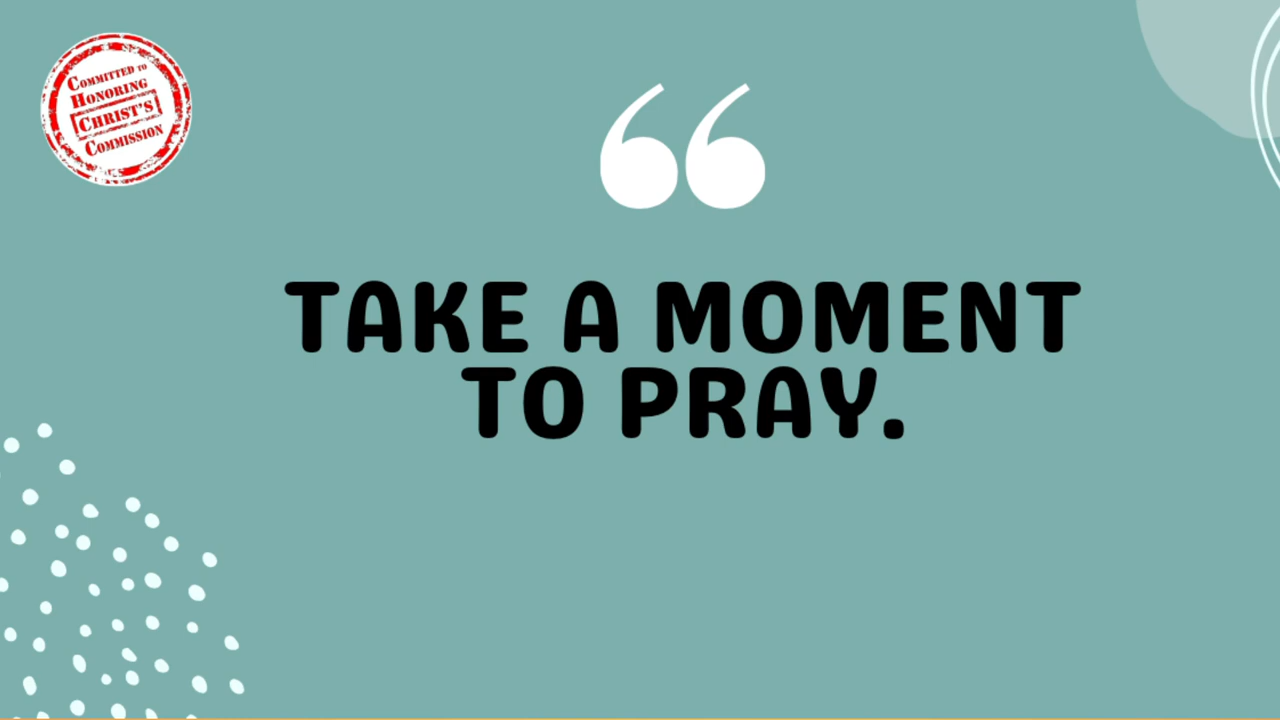 COMMITTED TO
HONORING
CHRIST'S
COMMISSION
“
TAKE A MOMENT
TO PRAY.